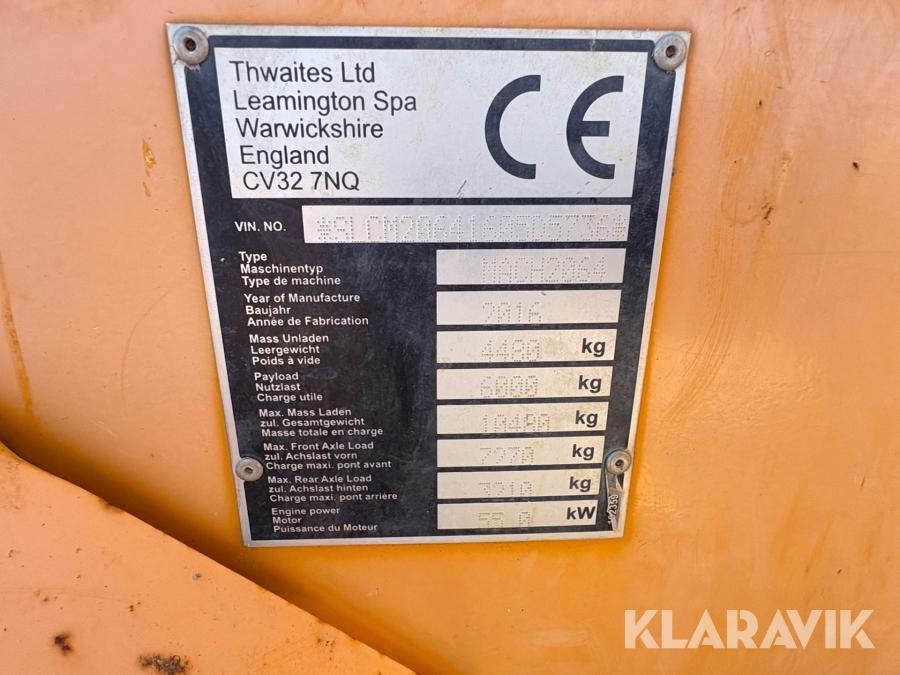 Thwaites Ltd
Leamington Spa
Warwickshire
England
CV32 7NQ
CE
VIN. NO.
Type
Maschinentyp
Type de machine
MACH2064
Year of Manufacture
Baujahr
Année de Fabrication
2016
Mass Unladen
Leergewicht
Poids à vide
4480 kg
Payload
Nutzlast
Charge utile
6000 kg
Max. Mass Laden
zul. Gesamtgewicht
Masse totale en charge
10480 kg
Max. Front Axle Load
zul. Achslast vorn
Charge maxi. pont avant
7270 kg
Max. Rear Axle Load
zul. Achslast hinten
Charge maxi. pont arrière
3210 kg
Engine power
Motor
Puissance du Moteur
55.0 kW
KLARAVIK